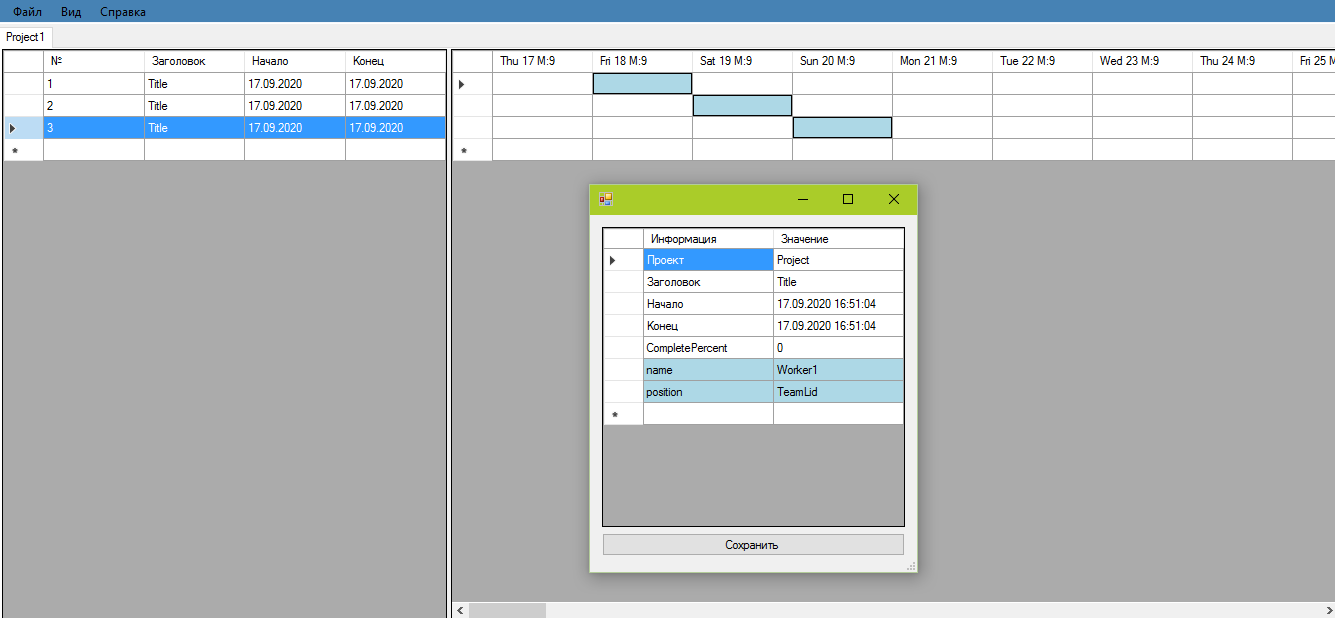 Файл Вид Справка
Project1
№ Заголовок Начало Конец
1 Title 17.09.2020 17.09.2020
2 Title 17.09.2020 17.09.2020
3 Title 17.09.2020 17.09.2020
Thu 17 M:9 Fri 18 M:9 Sat 19 M:9 Sun 20 M:9 Mon 21 M:9 Tue 22 M:9 Wed 23 M:9 Thu 24 M:9 Fri 25 M
Информация Значение
Проект Project
Заголовок Title
Начало 17.09.2020 16:51:04
Конец 17.09.2020 16:51:04
CompletePercent 0
name Worker1
position TeamLid
Сохранить